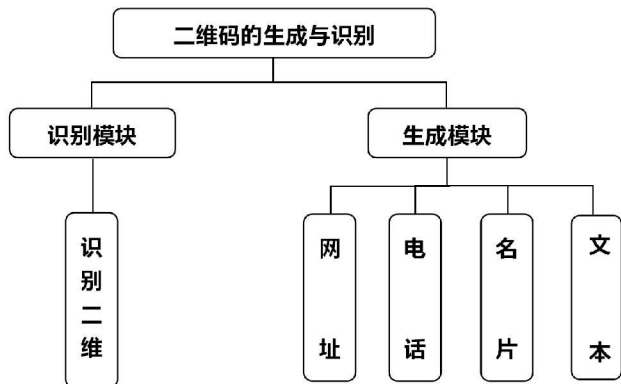 二维码的生成与识别
识别模块
生成模块
识别二维
网址
电话
名片
文本